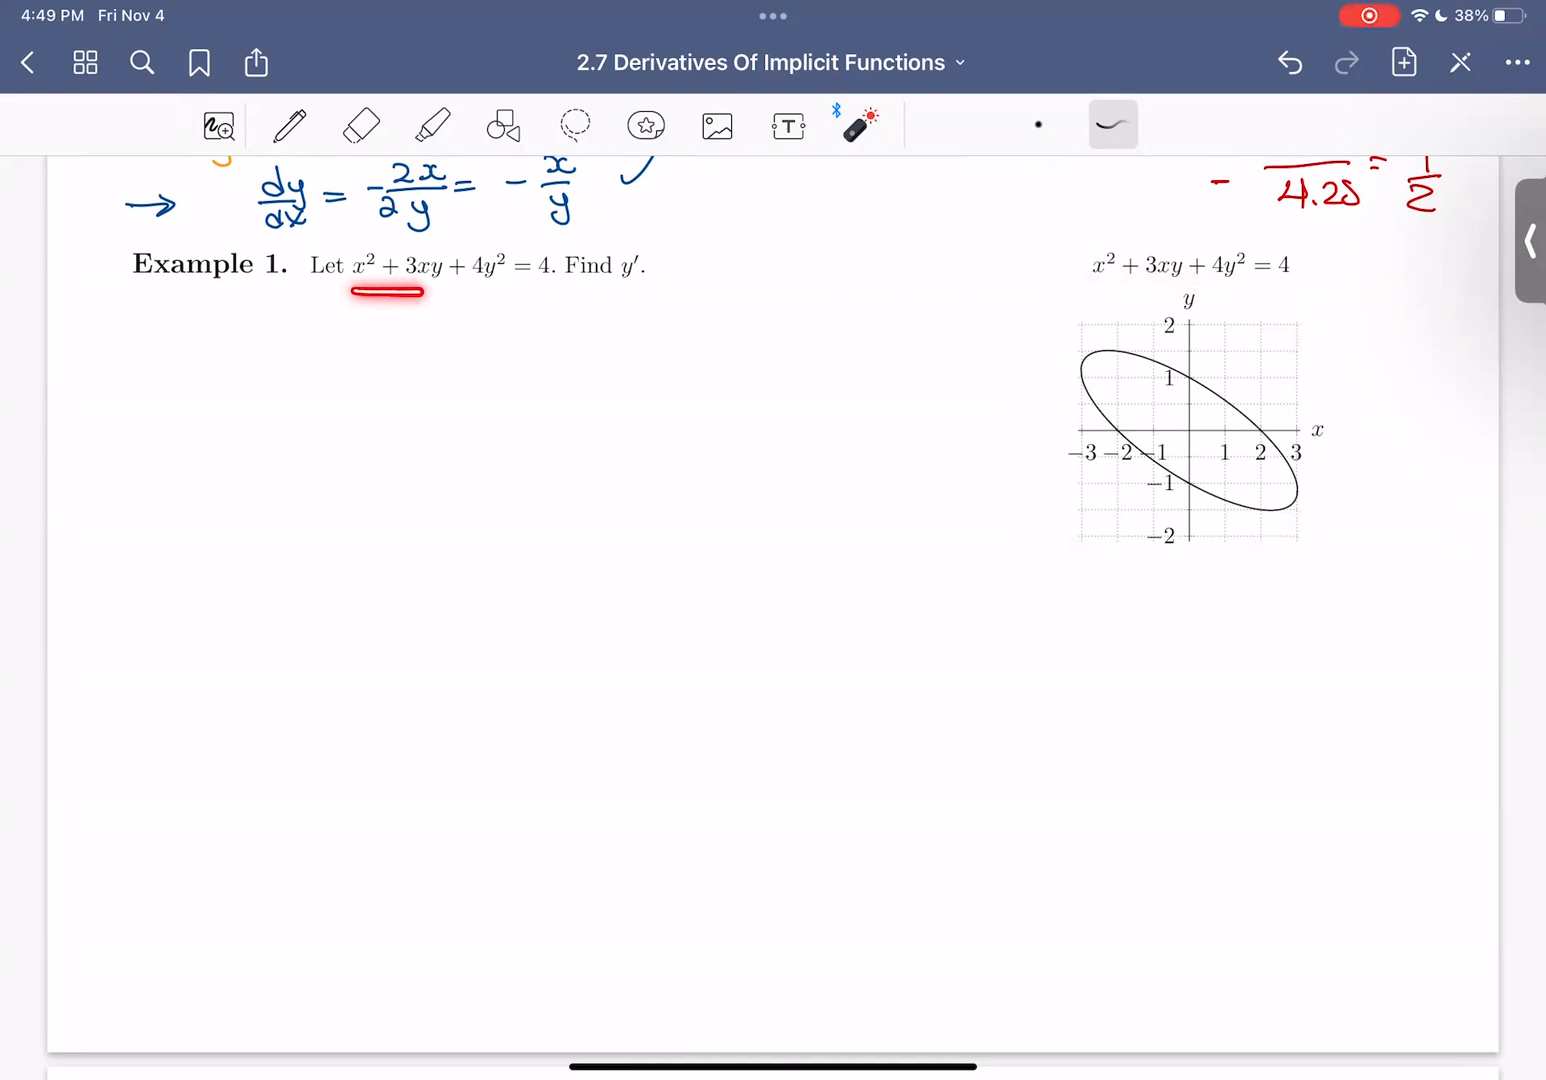 4:49 PM Fri Nov 4
38%
2.7 Derivatives Of Implicit Functions
T
→ dy/dx = -2x/2y = - x/y ✓
- /4.25 = 1/2
Example 1. Let x² + 3xy + 4y² = 4. Find y′.
x² + 3xy + 4y² = 4
y
2
1
x
−3 −2 −1 1 2 3
−1
−2